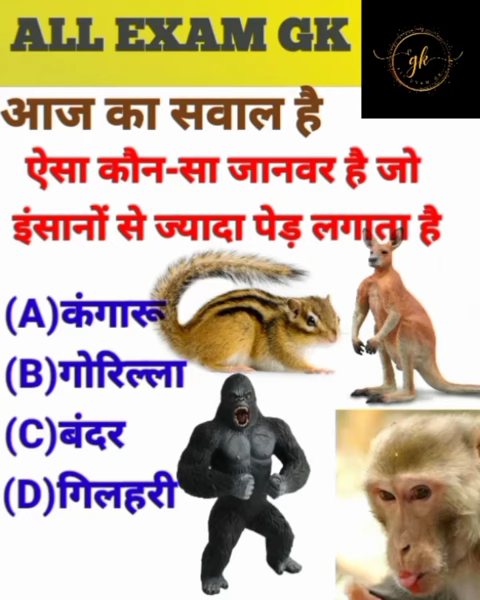 ALL EXAM GK
gk
आज का सवाल है
ऐसा कौन-सा जानवर है जो
इंसानों से ज्यादा पेड़ लगाता है
(A)कंगारू
(B)गोरिल्ला
(C)बंदर
(D)गिलहरी